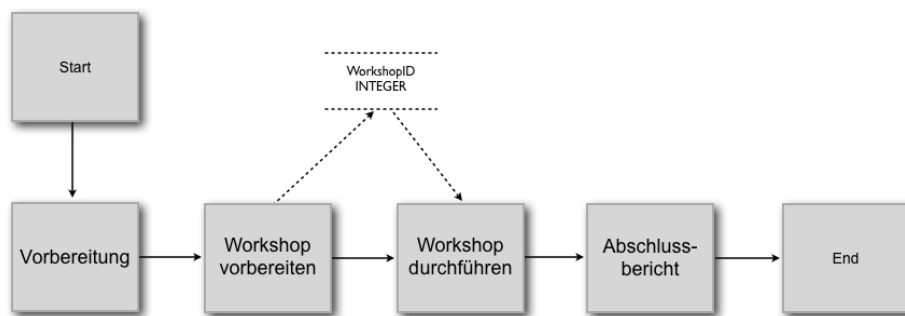 Start
WorkshopID
INTEGER
Vorbereitung
Workshop
vorbereiten
Workshop
durchführen
Abschluss-
bericht
End